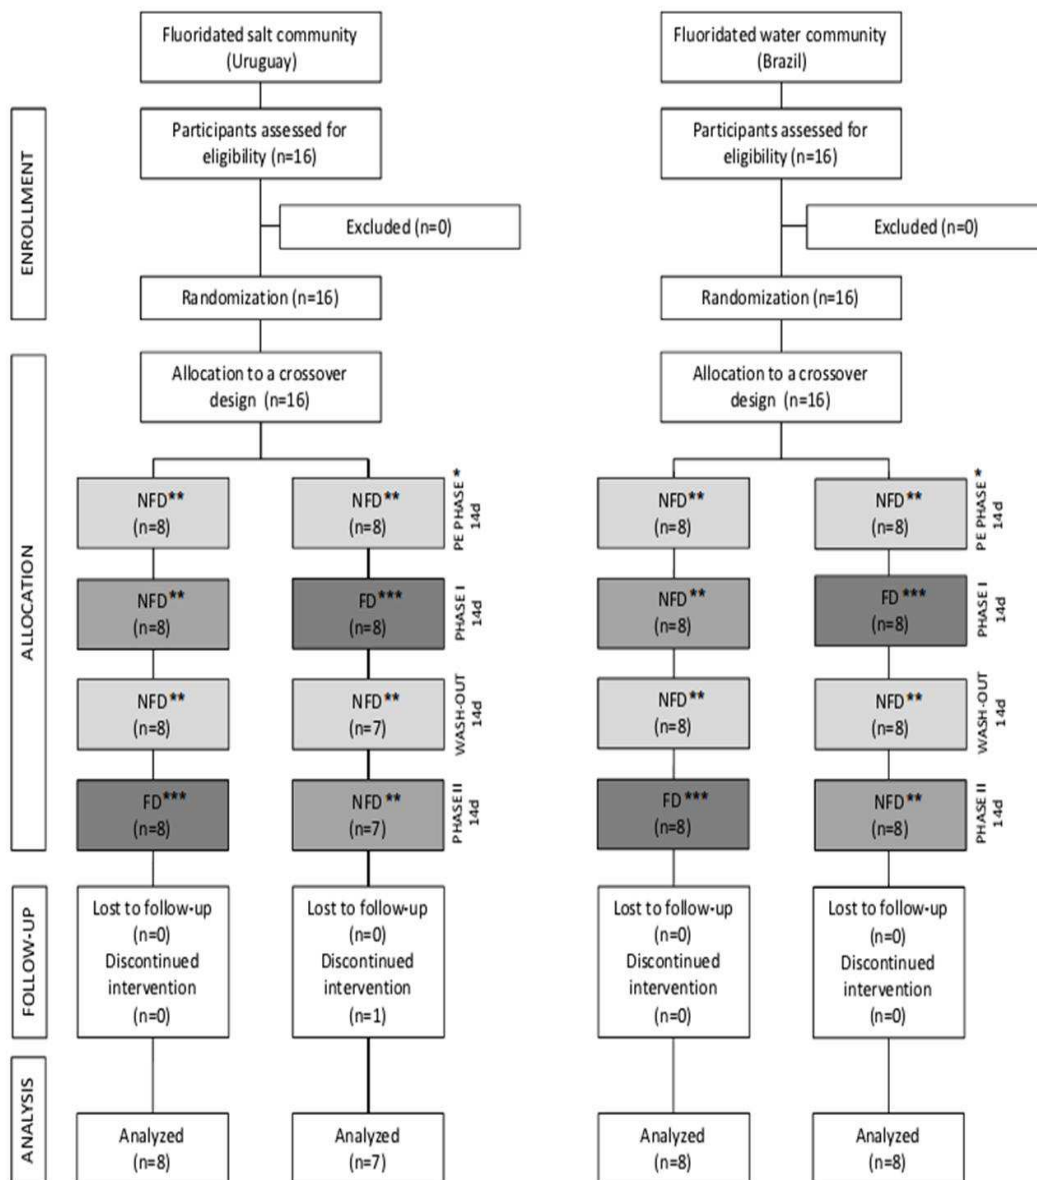 Fluoridated salt community
(Uruguay)
Fluoridated water community
(Brazil)
ENROLLMENT
Participants assessed for
eligibility (n=16)
Participants assessed for
eligibility (n=16)
Excluded (n=0)
Excluded (n=0)
Randomization (n=16)
Randomization (n=16)
ALLOCATION
Allocation to a crossover
design (n=16)
Allocation to a crossover
design (n=16)
NFD**
(n=8)
NFD**
(n=8)
PE PHASE*
14d
NFD**
(n=8)
NFD**
(n=8)
PE PHASE*
14d
NFD**
(n=8)
FD***
(n=8)
PHASE I
14d
NFD**
(n=8)
FD***
(n=8)
PHASE I
14d
NFD**
(n=8)
NFD**
(n=7)
WASH-OUT
14d
NFD**
(n=8)
NFD**
(n=8)
WASH-OUT
14d
FD***
(n=8)
NFD**
(n=7)
PHASE II
14d
FD***
(n=8)
NFD**
(n=8)
PHASE II
14d
FOLLOW-UP
Lost to follow-up
(n=0)
Discontinued
intervention
(n=0)
Lost to follow-up
(n=0)
Discontinued
intervention
(n=1)
Lost to follow-up
(n=0)
Discontinued
intervention
(n=0)
Lost to follow-up
(n=0)
Discontinued
intervention
(n=0)
ANALYSIS
Analyzed
(n=8)
Analyzed
(n=7)
Analyzed
(n=8)
Analyzed
(n=8)